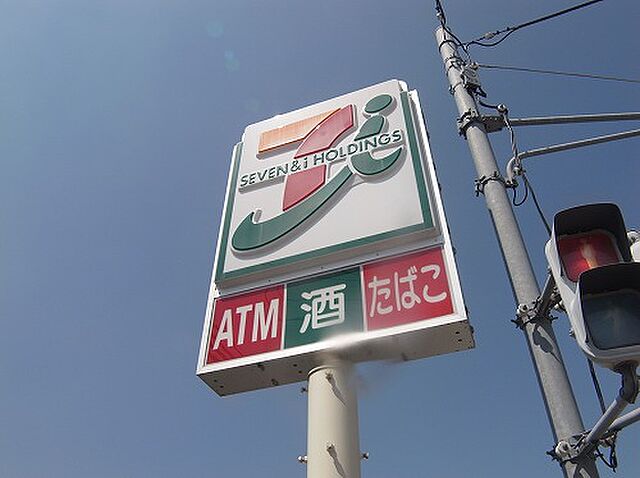 SEVEN & i HOLDINGS
ATM 酒 たばこ